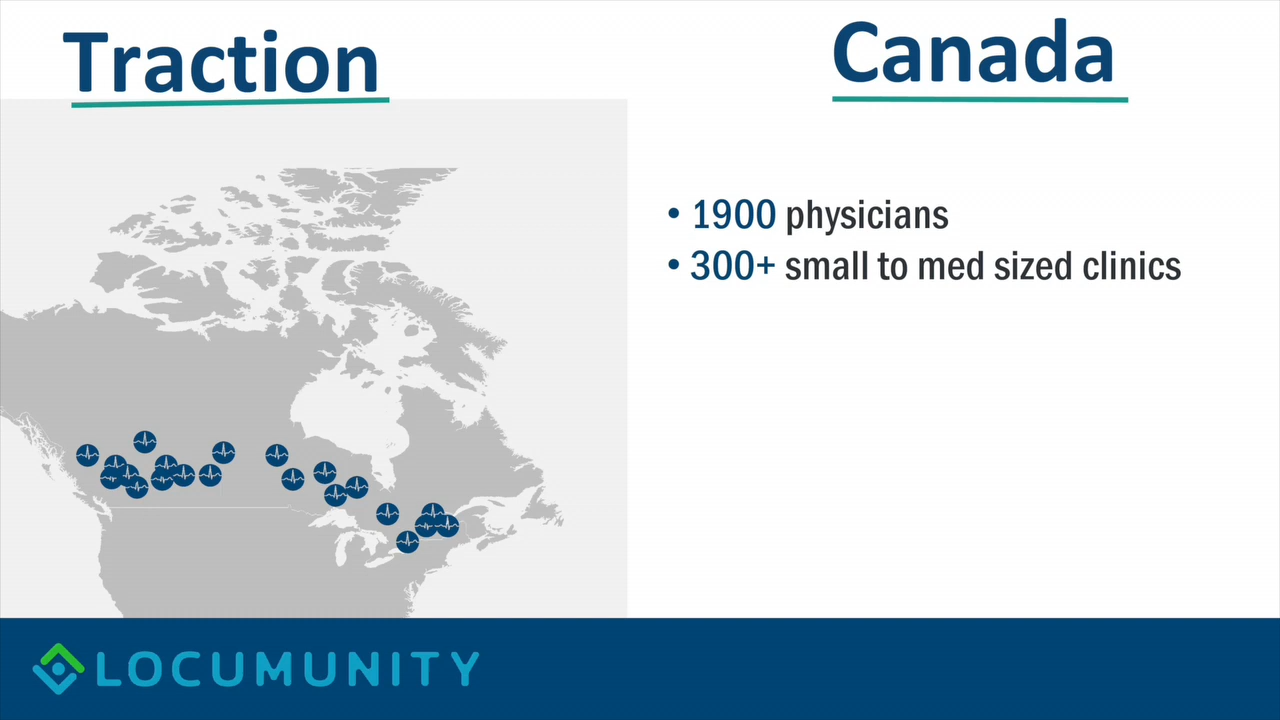 Traction
Canada
• 1900 physicians
• 300+ small to med sized clinics
LOCUMUNITY